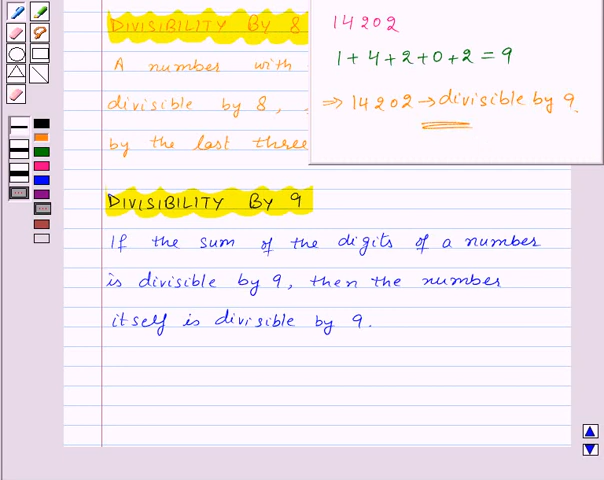 DIVISIBILITY BY 8
A number with
divisible by 8,
by the last three
14202
1+4+2+0+2=9
⇒ 14202 → divisible by 9.
DIVISIBILITY BY 9
If the sum of the digits of a number
is divisible by 9, then the number
itself is divisible by 9.